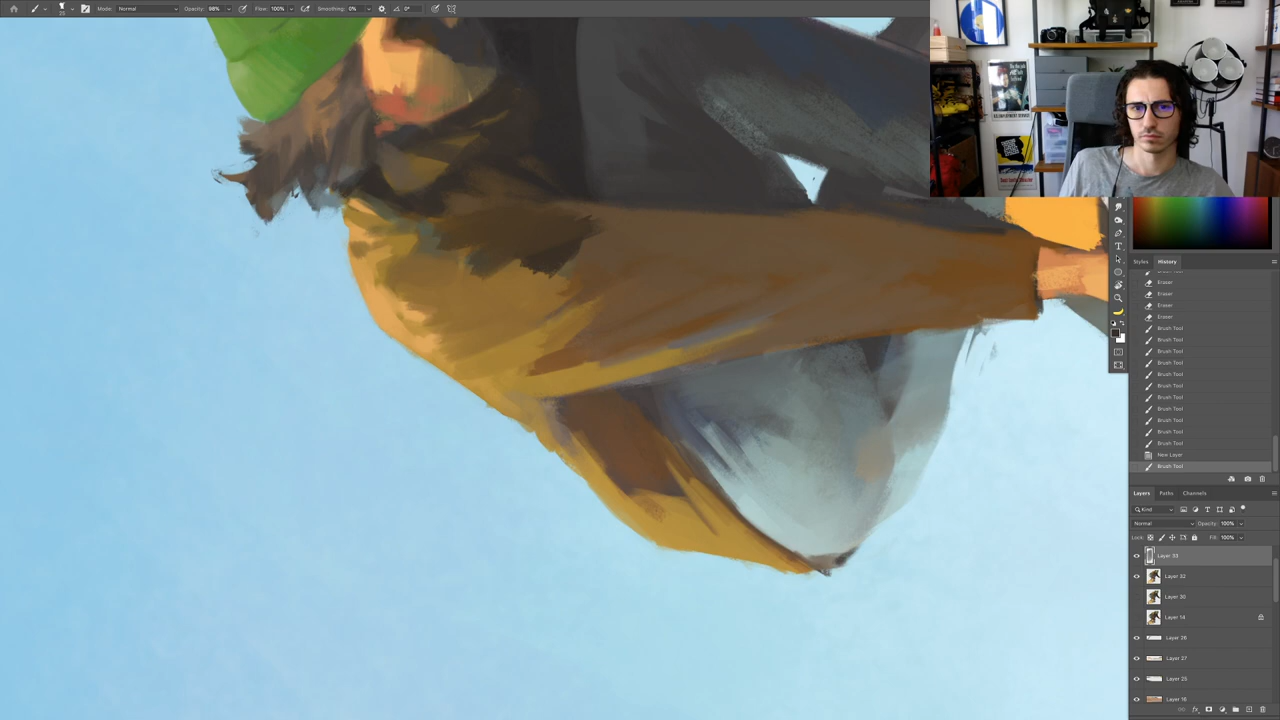 Mode: Normal Opacity: 98% Flow: 100% Smoothing: 0% 0°
25
Styles History
Eraser
Eraser
Eraser
Eraser
Brush Tool
Brush Tool
Brush Tool
Brush Tool
Brush Tool
Brush Tool
Brush Tool
Brush Tool
Brush Tool
Brush Tool
Brush Tool
New Layer
Brush Tool
Layers Paths Channels
Kind
Normal Opacity: 100%
Lock: Fill: 100%
Layer 33
Layer 32
Layer 30
Layer 14
Layer 26
Layer 27
Layer 25
Layer 16